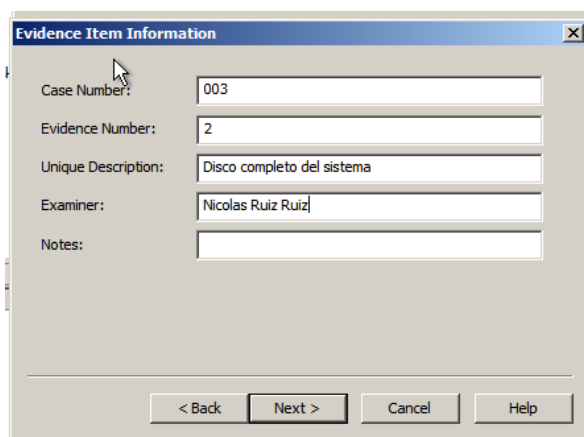 Evidence Item Information
Case Number: 003
Evidence Number: 2
Unique Description: Disco completo del sistema
Examiner: Nicolas Ruiz Ruiz
Notes:
< Back Next > Cancel Help